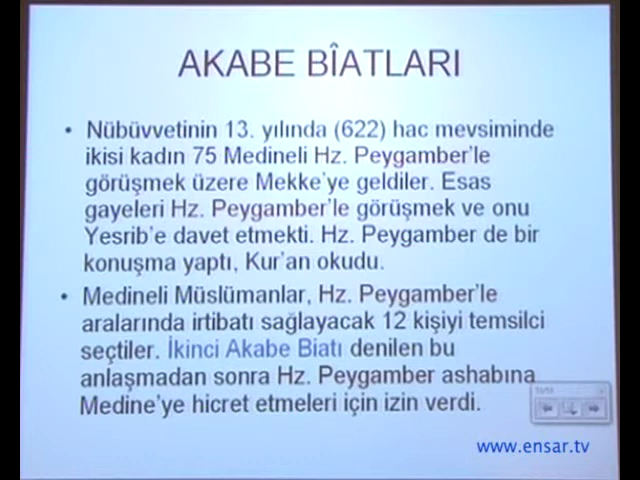 AKABE BÎATLARI
• Nübüvvetinin 13. yılında (622) hac mevsiminde
ikisi kadın 75 Medineli Hz. Peygamber'le
görüşmek üzere Mekke'ye geldiler. Esas
gayeleri Hz. Peygamber'le görüşmek ve onu
Yesrib'e davet etmekti. Hz. Peygamber de bir
konuşma yaptı, Kur'an okudu.
• Medineli Müslümanlar, Hz. Peygamber'le
aralarında irtibatı sağlayacak 12 kişiyi temsilci
seçtiler. İkinci Akabe Biatı denilen bu
anlaşmadan sonra Hz. Peygamber ashabına
Medine'ye hicret etmeleri için izin verdi.
www.ensar.tv